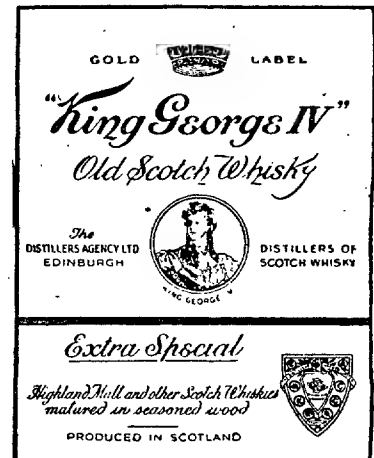 GOLD LABEL
"King George IV"
Old Scotch Whisky
The
DISTILLERS AGENCY LTD
EDINBURGH
DISTILLERS OF
SCOTCH WHISKY
KING GEORGE IV
Extra Special
Highland Malt and other Scotch Whiskies
matured in seasoned wood
PRODUCED IN SCOTLAND